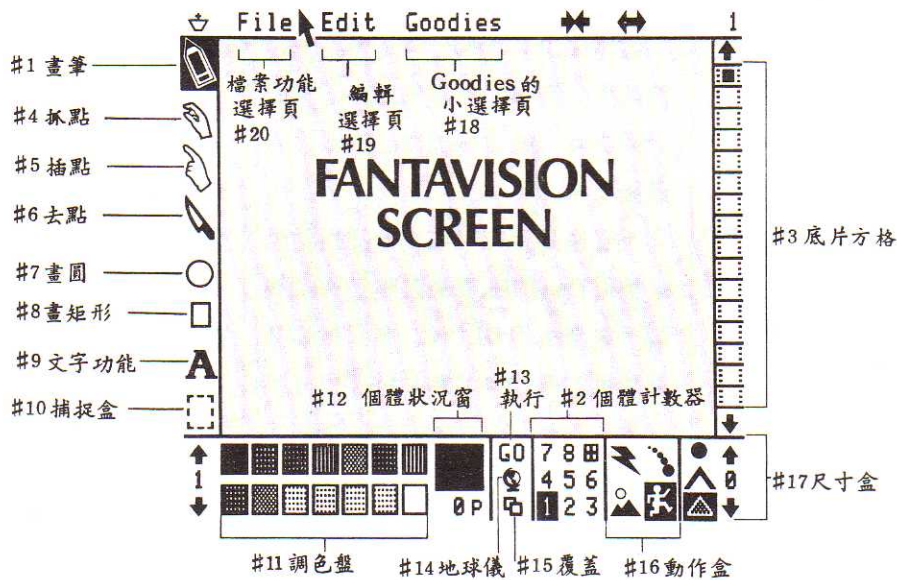 File Edit Goodies 1
#1 畫筆
檔案功能
選擇頁
#20
編輯
選擇頁
#19
Goodies的
小選擇頁
#18
#4 抓點
#5 插點
#6 去點
FANTAVISION
SCREEN
#3 底片方格
#7 畫圓
#8 畫矩形
#9 文字功能
A
#10 捕捉盒
#12 個體狀況窗
#13
執行
#2 個體計數器
GO
7 8
4 5 6
1 2 3
1
0 P
0
#17 尺寸盒
#11 調色盤
#14 地球儀
#15 覆蓋
#16 動作盒